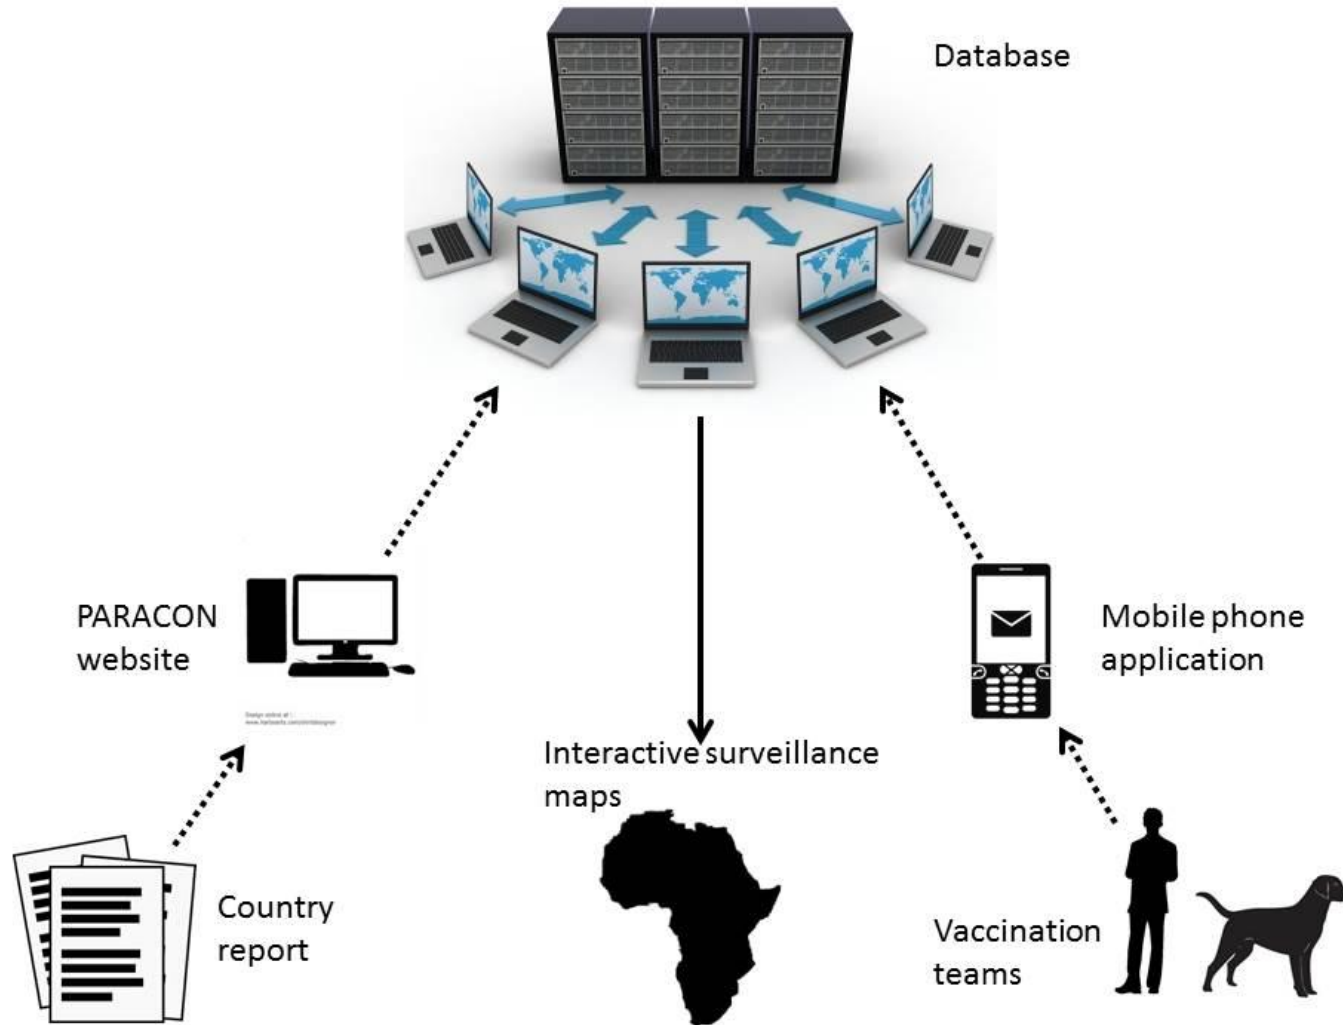 Database
PARACON
website
Mobile phone
application
Interactive surveillance
maps
Country
report
Vaccination
teams